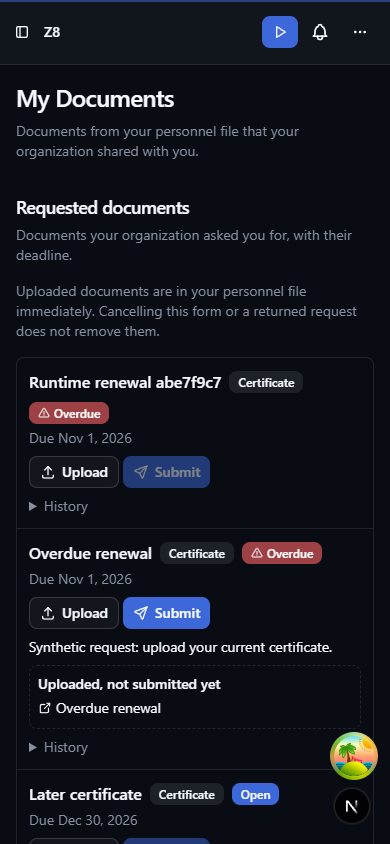 Z8
My Documents
Documents from your personnel file that your
organization shared with you.
Requested documents
Documents your organization asked you for, with their
deadline.
Uploaded documents are in your personnel file
immediately. Cancelling this form or a returned request
does not remove them.
Runtime renewal abe7f9c7 Certificate
Overdue
Due Nov 1, 2026
Upload Submit
History
Overdue renewal Certificate Overdue
Due Nov 1, 2026
Upload Submit
Synthetic request: upload your current certificate.
Uploaded, not submitted yet
Overdue renewal
History
Later certificate Certificate Open
Due Dec 30, 2026
N